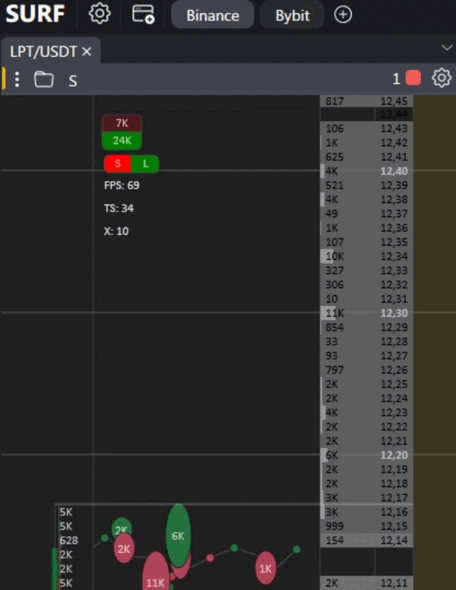 SURF Binance Bybit
LPT/USDT ×
S 1
817 12,45
12,44
7K
106 12,43
24K
1K 12,42
625 12,41
S L
4K 12,40
FPS: 69
521 12,39
4K 12,38
TS: 34
49 12,37
1K 12,36
X: 10
107 12,35
10K 12,34
327 12,33
306 12,32
10 12,31
11K 12,30
854 12,29
33 12,28
93 12,27
797 12,26
2K 12,25
2K 12,24
4K 12,23
2K 12,22
2K 12,21
6K 12,20
2K 12,19
2K 12,18
3K 12,17
5K 3K 12,16
5K 2K 6K 999 12,15
628 154 12,14
2K 2K
2K 1K
5K 11K 2K 12,11